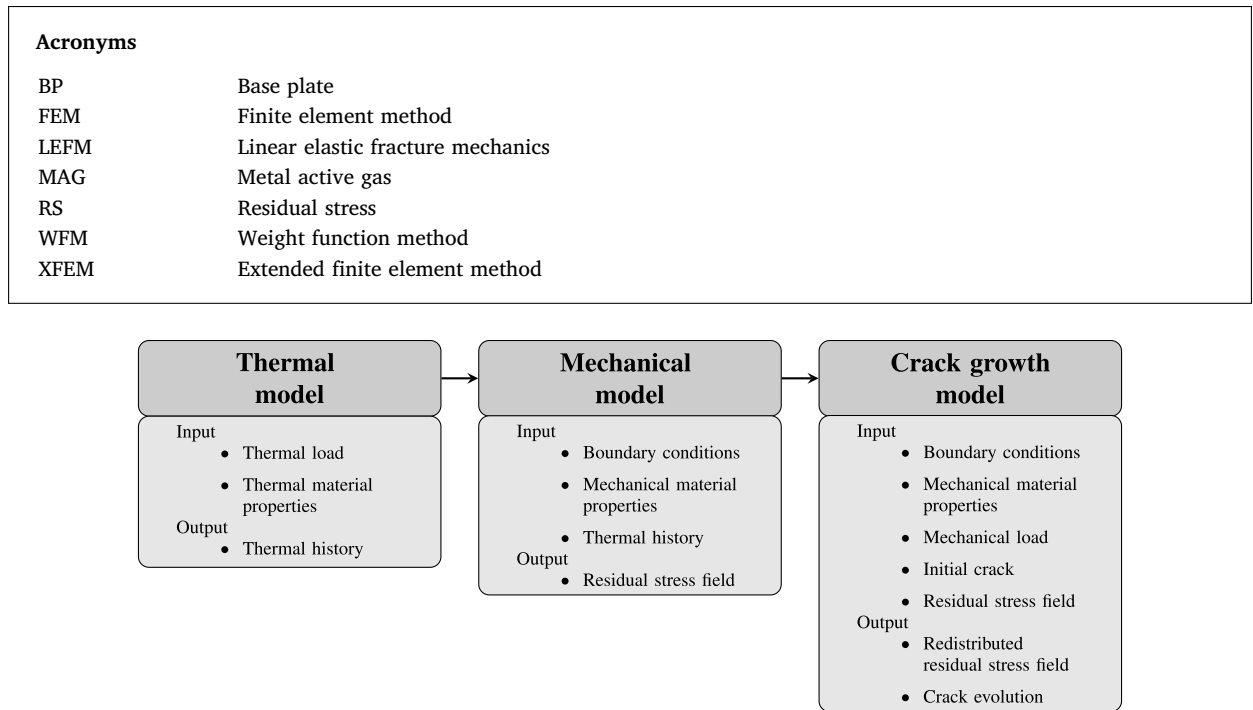 Acronyms
BP Base plate
FEM Finite element method
LEFM Linear elastic fracture mechanics
MAG Metal active gas
RS Residual stress
WFM Weight function method
XFEM Extended finite element method
Thermal
model
Input
• Thermal load
• Thermal material
properties
Output
• Thermal history
Mechanical
model
Input
• Boundary conditions
• Mechanical material
properties
• Thermal history
Output
• Residual stress field
Crack growth
model
Input
• Boundary conditions
• Mechanical material
properties
• Mechanical load
• Initial crack
• Residual stress field
Output
• Redistributed
residual stress field
• Crack evolution